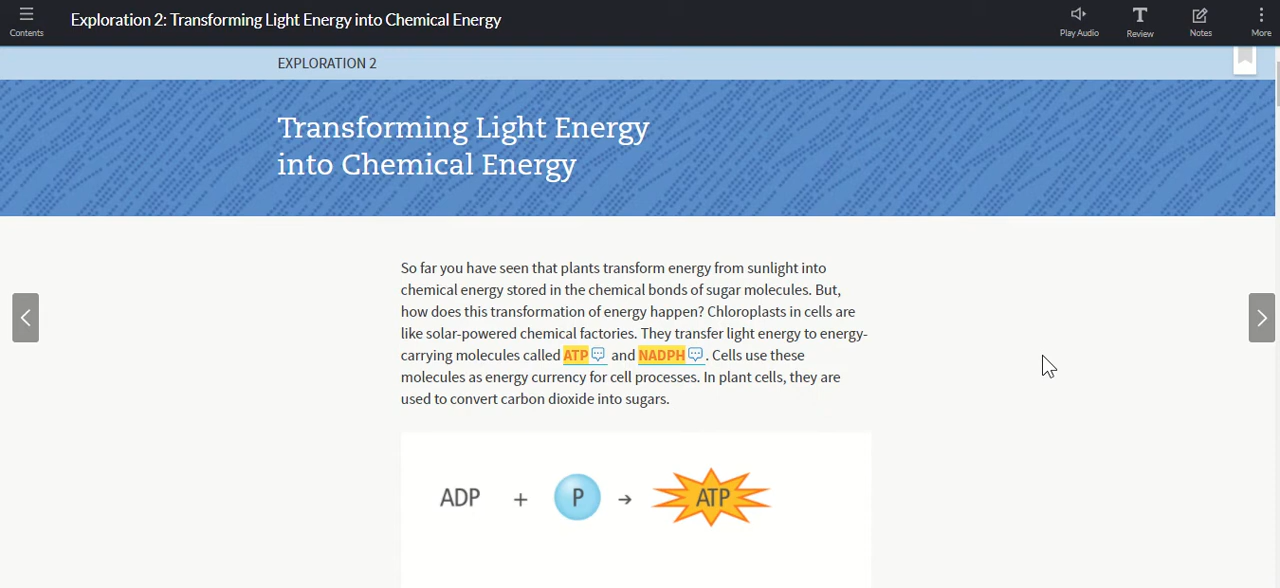 Contents
Exploration 2: Transforming Light Energy into Chemical Energy
Play Audio
Review
Notes
More
EXPLORATION 2
Transforming Light Energy
into Chemical Energy
So far you have seen that plants transform energy from sunlight into
chemical energy stored in the chemical bonds of sugar molecules. But,
how does this transformation of energy happen? Chloroplasts in cells are
like solar-powered chemical factories. They transfer light energy to energy-
carrying molecules called ATP and NADPH. Cells use these
molecules as energy currency for cell processes. In plant cells, they are
used to convert carbon dioxide into sugars.
ADP + P → ATP